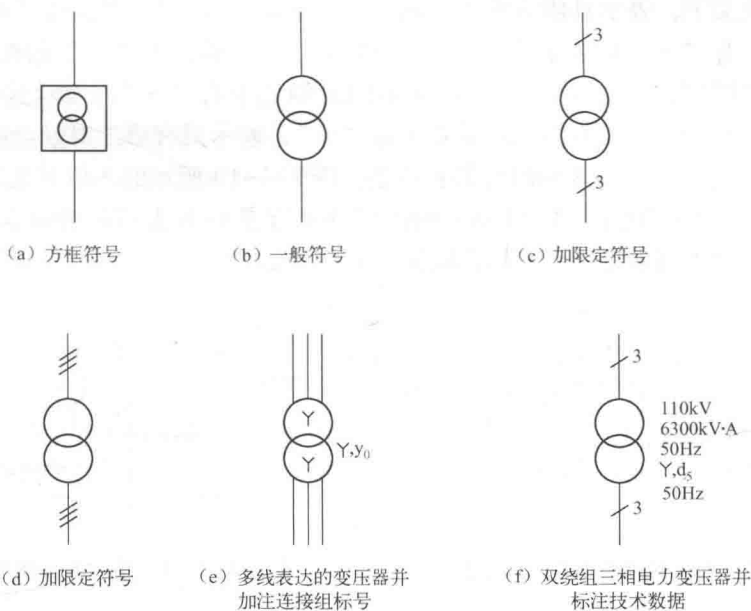 3
3
(a) 方框符号
(b) 一般符号
(c) 加限定符号
Y
Y
Y,y₀
3
110kV
6300kV·A
50Hz
Y,d₅
50Hz
3
(d) 加限定符号
(e) 多线表达的变压器并
加注连接组标号
(f) 双绕组三相电力变压器并
标注技术数据